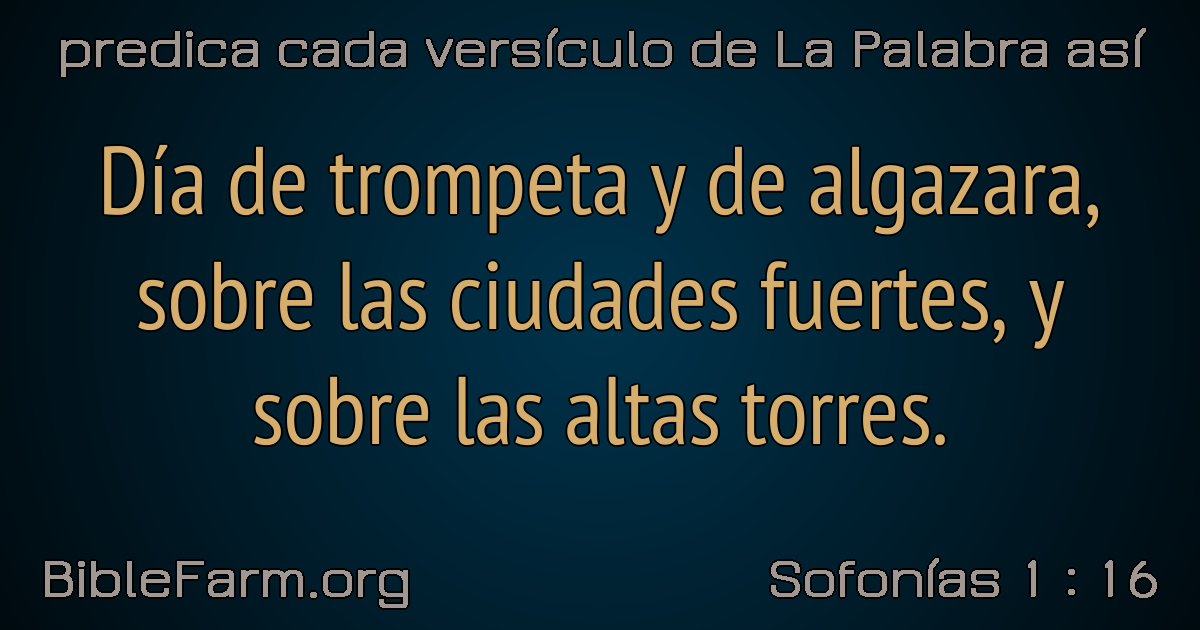 predica cada versículo de La Palabra así
Día de trompeta y de algazara,
sobre las ciudades fuertes, y
sobre las altas torres.
BibleFarm.org
Sofonías 1 : 16